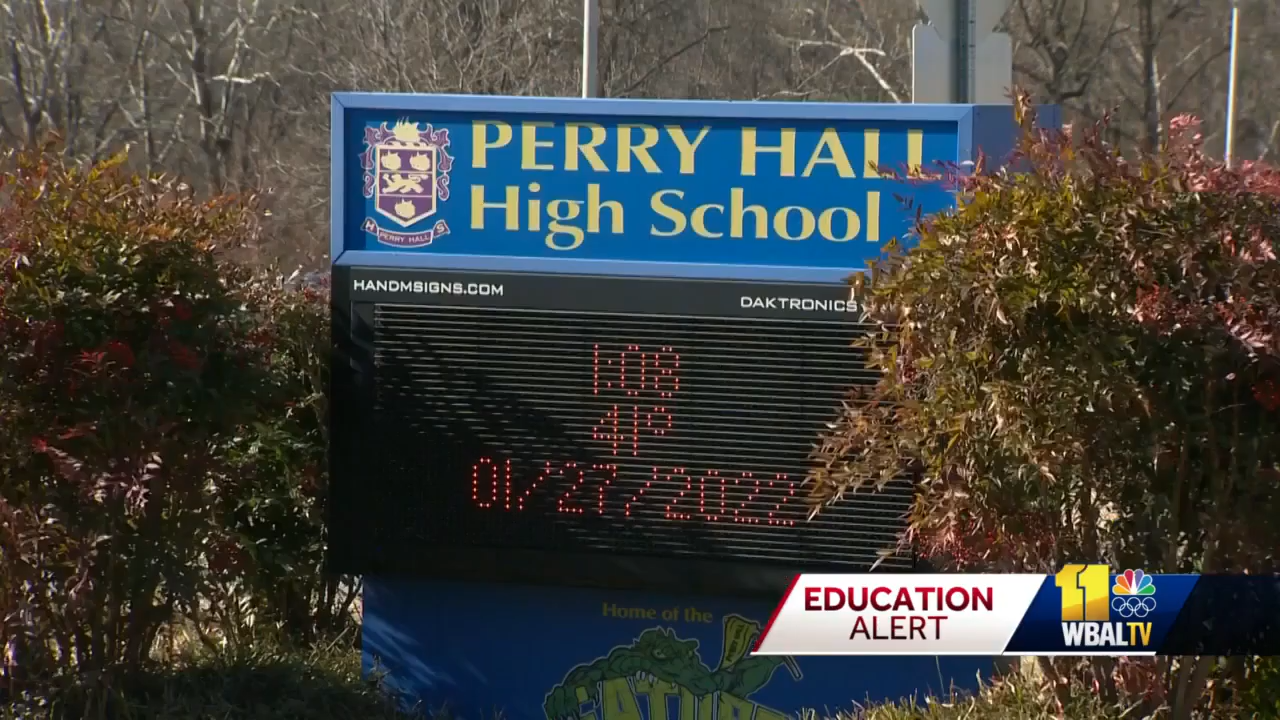 PERRY HALL
High School
H S
PERRY HALL
HANDMSIGNS.COM
DAKTRONICS
1:08
41°
01/27/2022
Home of the
EDUCATION
ALERT
11
WBALTV